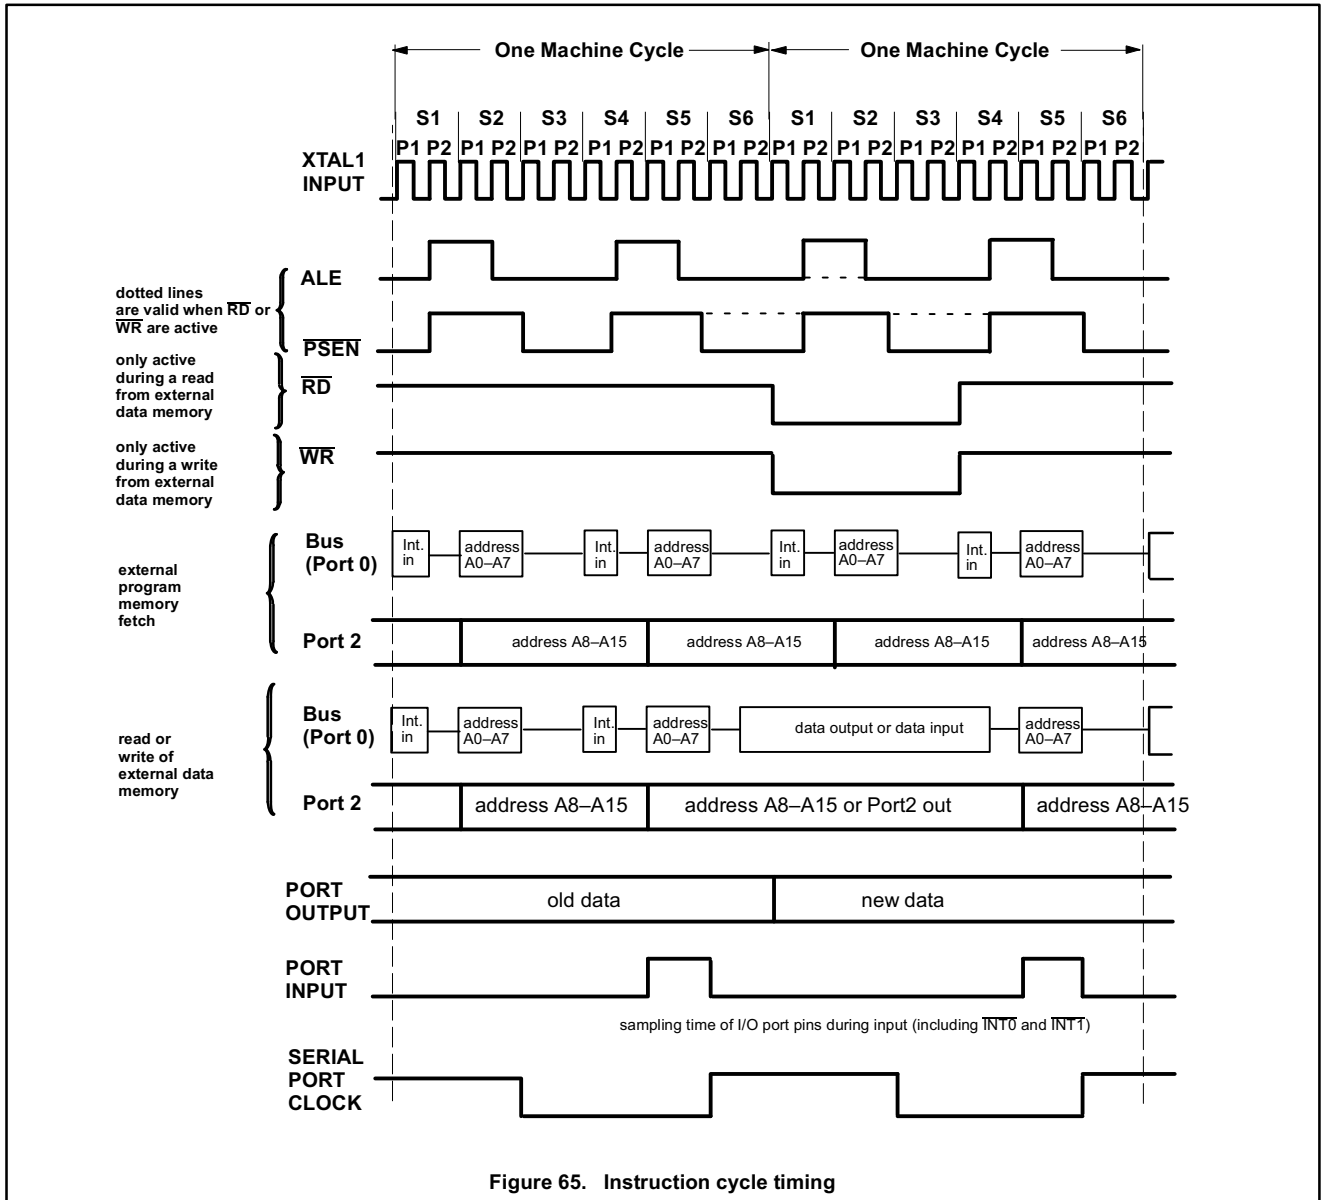 One Machine Cycle One Machine Cycle
S1 S2 S3 S4 S5 S6 S1 S2 S3 S4 S5 S6
P1 P2 P1 P2 P1 P2 P1 P2 P1 P2 P1 P2 P1 P2 P1 P2 P1 P2 P1 P2 P1 P2 P1 P2
XTAL1
INPUT
ALE
dotted lines
are valid when RD or
WR are active
PSEN
only active
during a read
from external
data memory
RD
only active
during a write
from external
data memory
WR
external
program
memory
fetch
Bus
(Port 0)
Int.
in
address
A0–A7
Int.
in
address
A0–A7
Int.
in
address
A0–A7
Int.
in
address
A0–A7
Port 2
address A8–A15 address A8–A15 address A8–A15 address A8–A15
read or
write of
external data
memory
Bus
(Port 0)
Int.
in
address
A0–A7
Int.
in
address
A0–A7
data output or data input
address
A0–A7
Port 2
address A8–A15 address A8–A15 or Port2 out address A8–A15
PORT
OUTPUT
old data new data
PORT
INPUT
sampling time of I/O port pins during input (including INT0 and INT1)
SERIAL
PORT
CLOCK
Figure 65. Instruction cycle timing